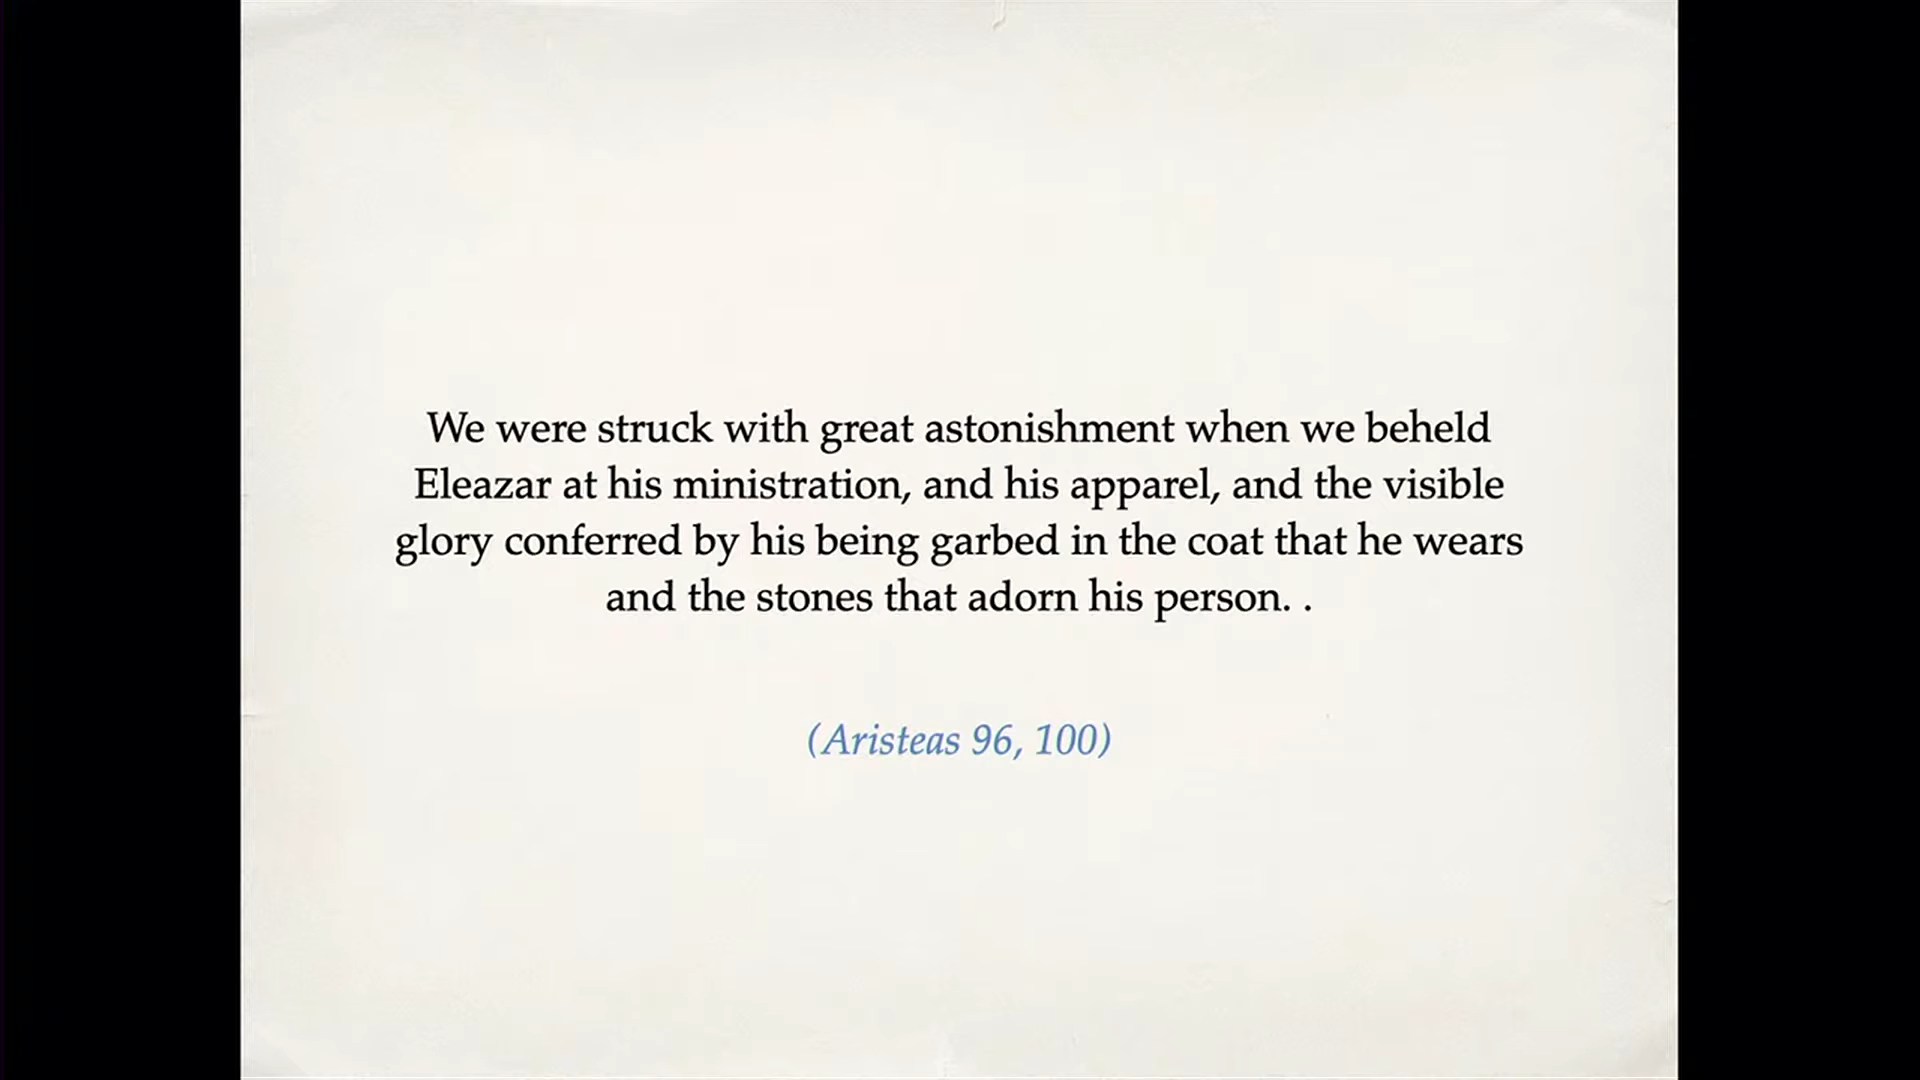 We were struck with great astonishment when we beheld
Eleazar at his ministration, and his apparel, and the visible
glory conferred by his being garbed in the coat that he wears
and the stones that adorn his person. .
(Aristeas 96, 100)